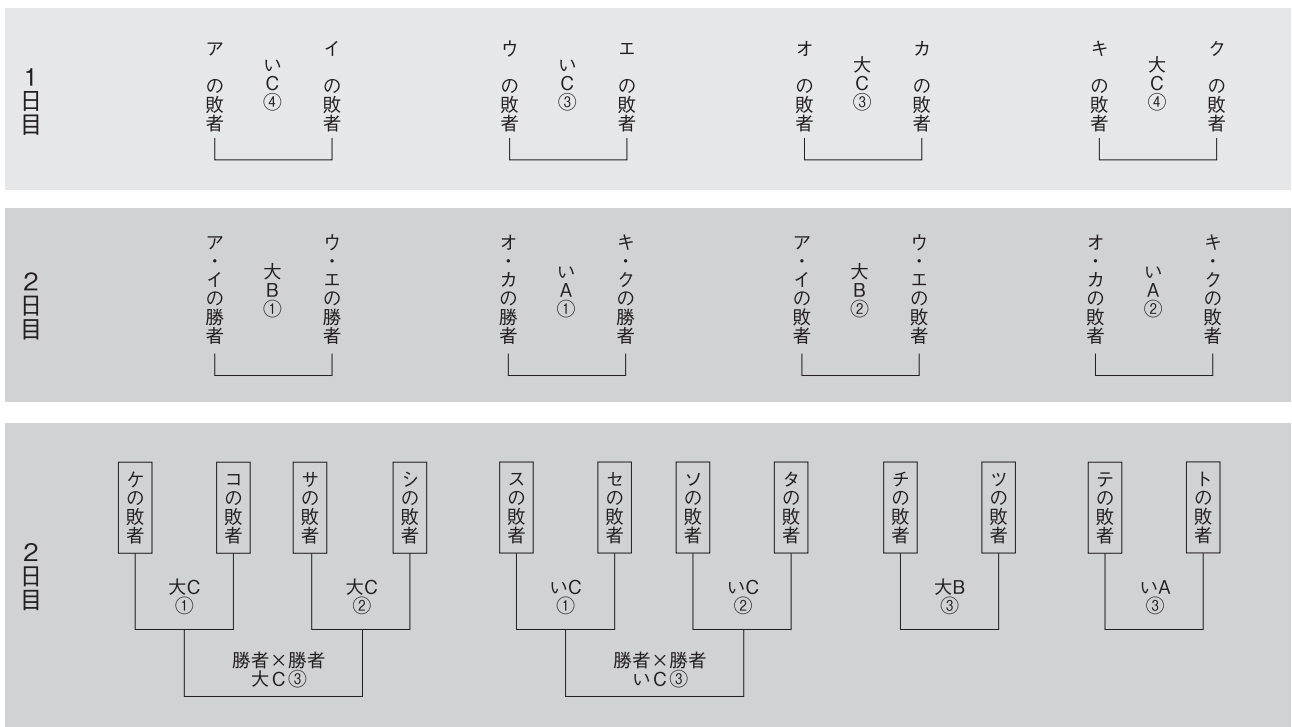 1日目
ア の敗者
いC④
イ の敗者
ウ の敗者
いC③
エ の敗者
オ の敗者
大C③
カ の敗者
キ の敗者
大C④
ク の敗者
2日目
ア・イの勝者
大B①
ウ・エの勝者
オ・カの勝者
いA①
キ・クの勝者
ア・イの敗者
大B②
ウ・エの敗者
オ・カの敗者
いA②
キ・クの敗者
2日目
ケの敗者
コの敗者
サの敗者
シの敗者
スの敗者
セの敗者
ソの敗者
タの敗者
チの敗者
ツの敗者
テの敗者
トの敗者
大C
①
大C
②
いC
①
いC
②
大B
③
いA
③
勝者×勝者
大C③
勝者×勝者
いC③